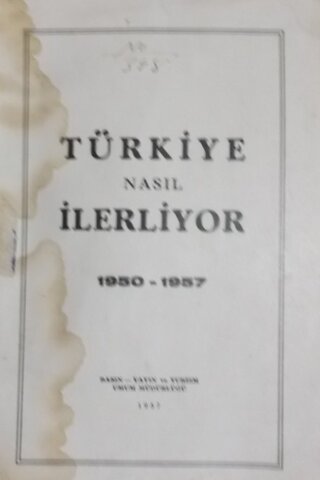 TÜRKİYE
NASIL
İLERLİYOR
1950 - 1957
BASIN — YAYIN ve TURİZM
UMUM MÜDÜRLÜĞÜ
1957